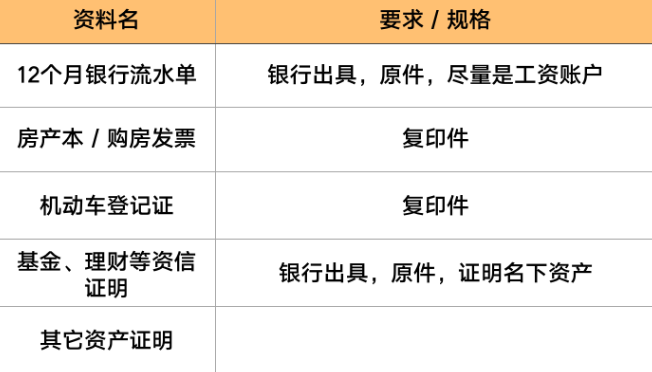 资料名
要求 / 规格
12个月银行流水单
银行出具，原件，尽量是工资账户
房产本 / 购房发票
复印件
机动车登记证
复印件
基金、理财等资信
证明
银行出具，原件，证明名下资产
其它资产证明